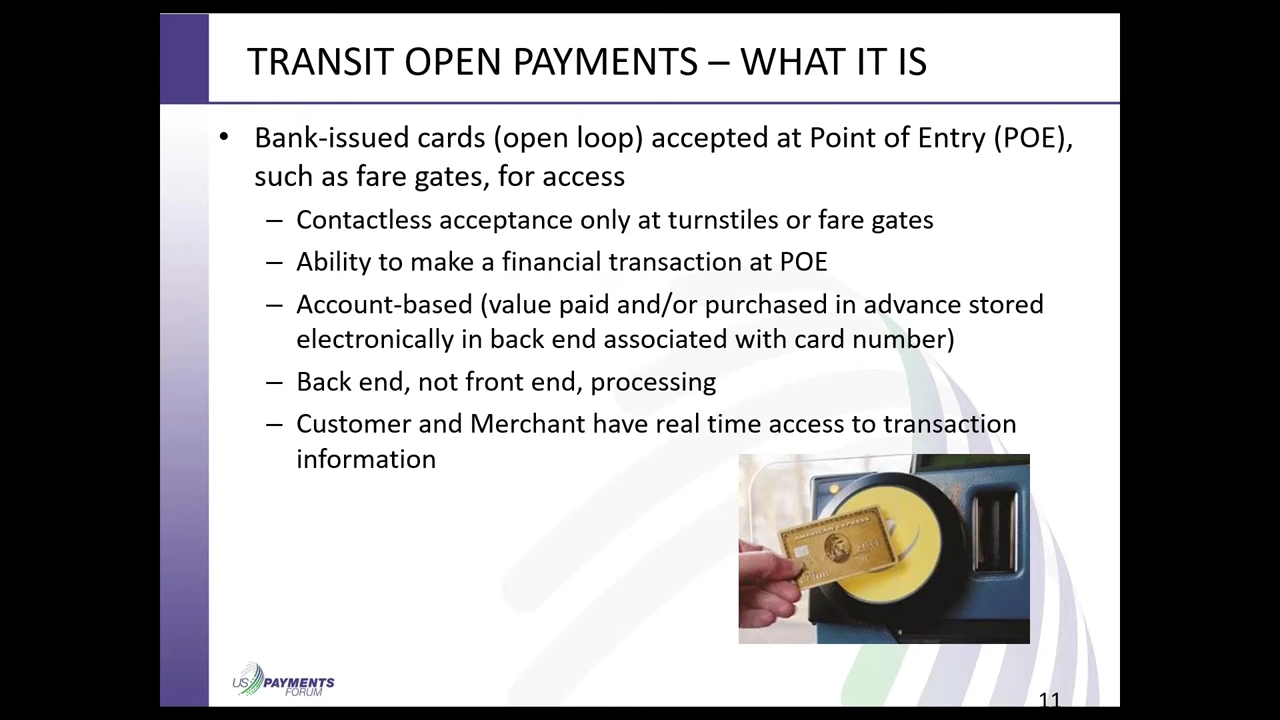 TRANSIT OPEN PAYMENTS – WHAT IT IS
• Bank-issued cards (open loop) accepted at Point of Entry (POE),
such as fare gates, for access
– Contactless acceptance only at turnstiles or fare gates
– Ability to make a financial transaction at POE
– Account-based (value paid and/or purchased in advance stored
electronically in back end associated with card number)
– Back end, not front end, processing
– Customer and Merchant have real time access to transaction
information
AMERICAN EXPRESS
US PAYMENTS
FORUM
11